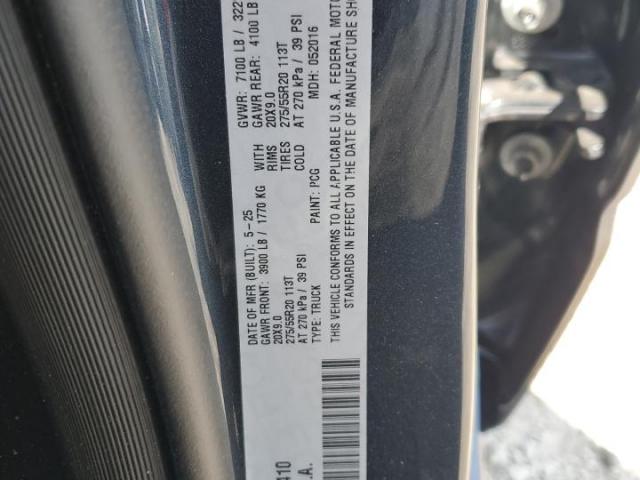 DATE OF MFR (BUILT): 5-25 GVWR: 7100 LB / 322
GAWR FRONT: 3900 LB / 1770 KG WITH GAWR REAR: 4100 LB
20X9.0 RIMS 20X9.0
275/55R20 113T TIRES 275/55R20 113T
AT 270 kPa / 39 PSI COLD AT 270 kPa / 39 PSI
TYPE: TRUCK PAINT: PCG MDH: 052016
THIS VEHICLE CONFORMS TO ALL APPLICABLE U.S.A. FEDERAL MOTOR
STANDARDS IN EFFECT ON THE DATE OF MANUFACTURE SH
410
.A.